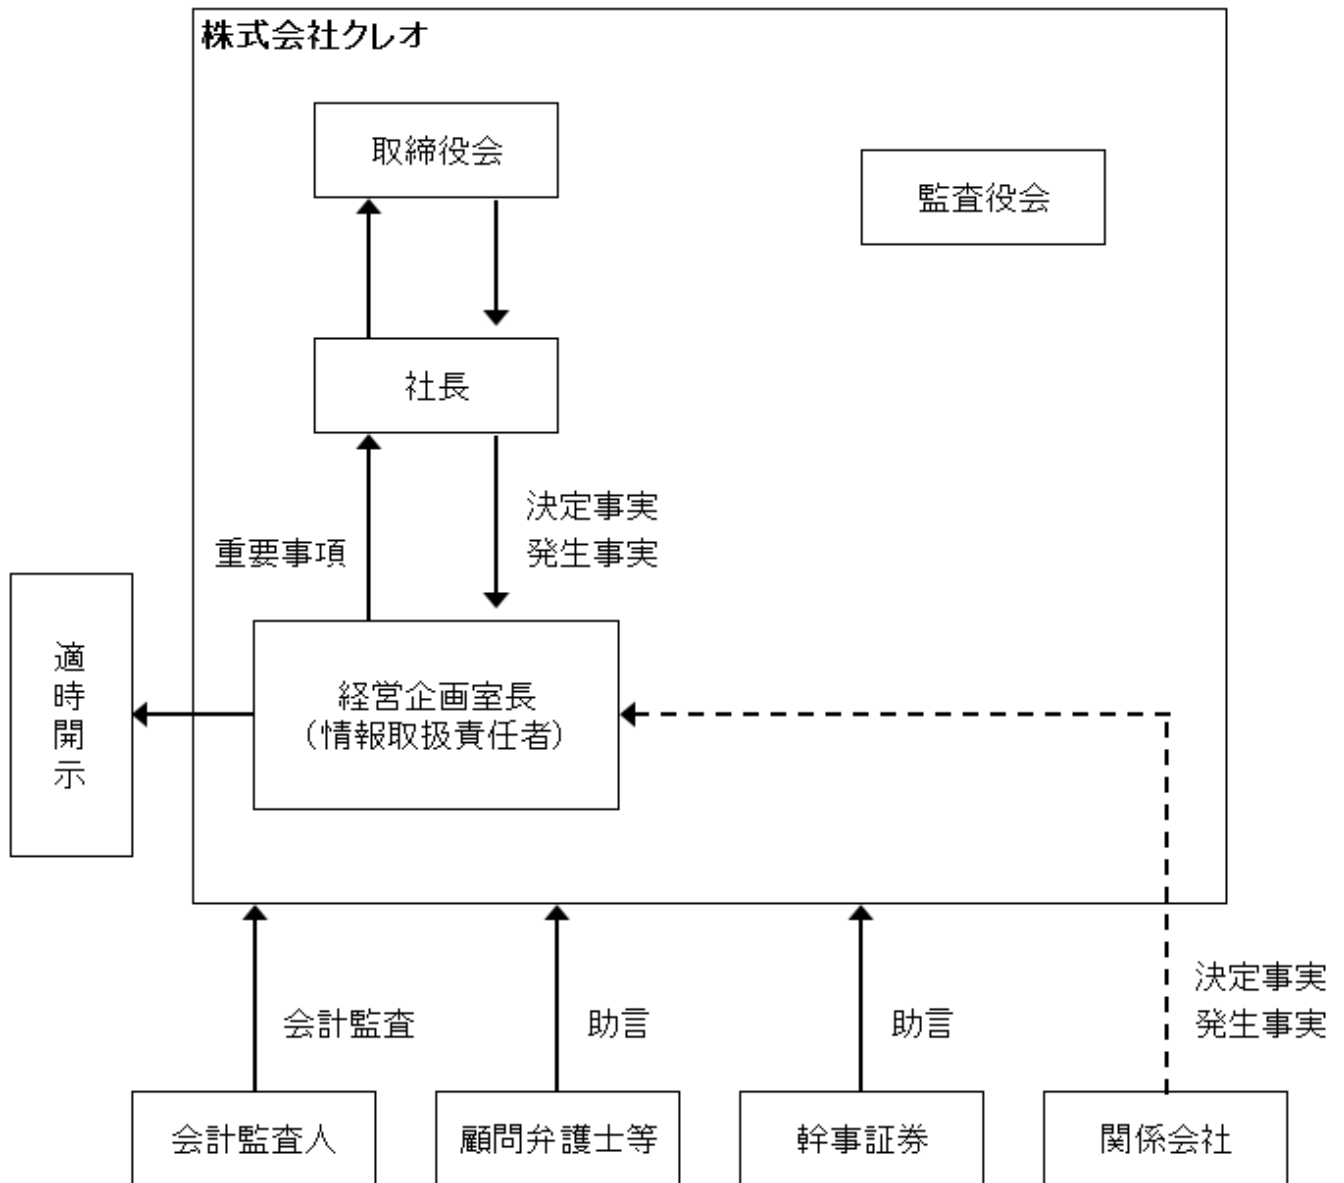 株式会社クレオ
取締役会
監査役会
社長
決定事実
発生事実
重要事項
適時開示
経営企画室長
（情報取扱責任者）
決定事実
発生事実
会計監査
助言
助言
会計監査人
顧問弁護士等
幹事証券
関係会社